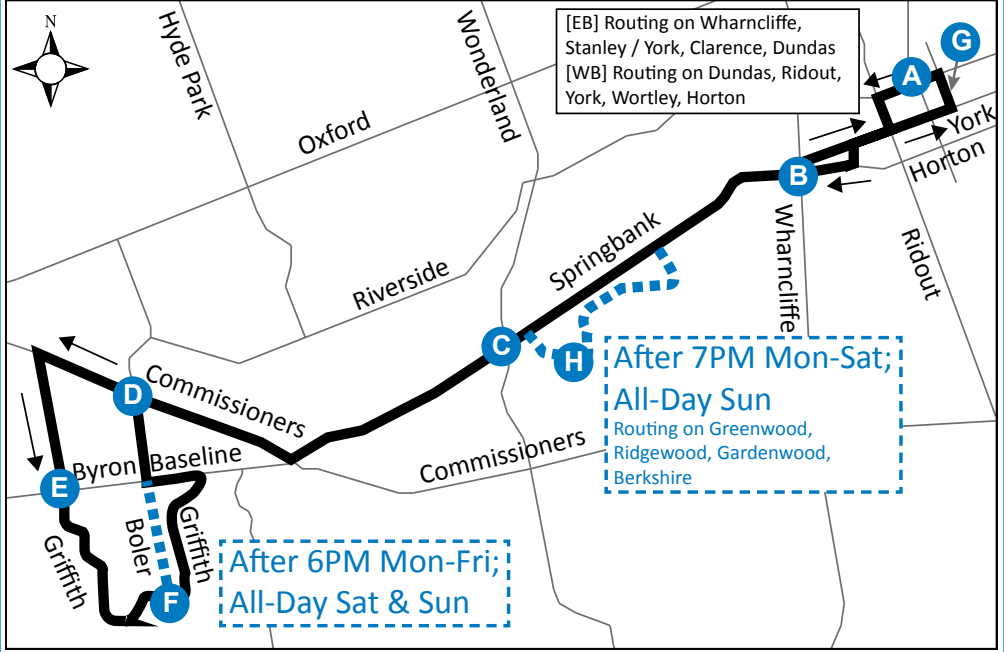 N
Hyde Park
Wonderland
[EB] Routing on Wharncliffe,
Stanley / York, Clarence, Dundas
[WB] Routing on Dundas, Ridout,
York, Wortley, Horton
G
A
Oxford
York
Horton
B
Springbank
Wharncliffe
Ridout
Riverside
C
H
After 7PM Mon-Sat;
All-Day Sun
Routing on Greenwood,
Ridgewood, Gardenwood,
Berkshire
D
Commissioners
Commissioners
Byron Baseline
E
Griffith
Boler
Griffith
F
After 6PM Mon-Fri;
All-Day Sat & Sun